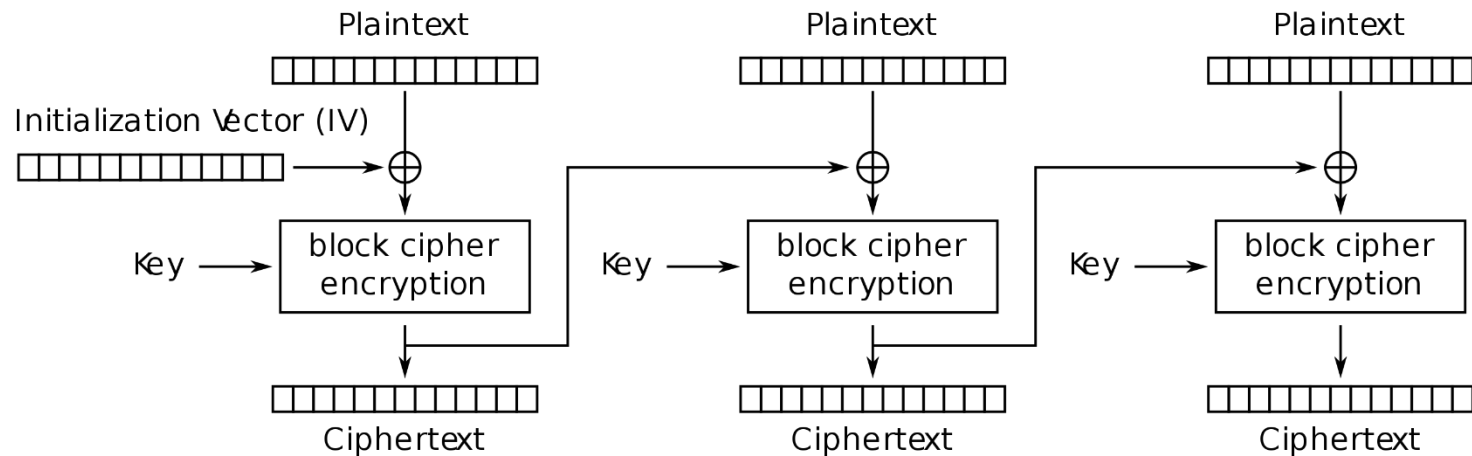 Plaintext
Plaintext
Plaintext
Initialization Vector (IV)
Key
block cipher
encryption
Key
block cipher
encryption
Key
block cipher
encryption
Ciphertext
Ciphertext
Ciphertext